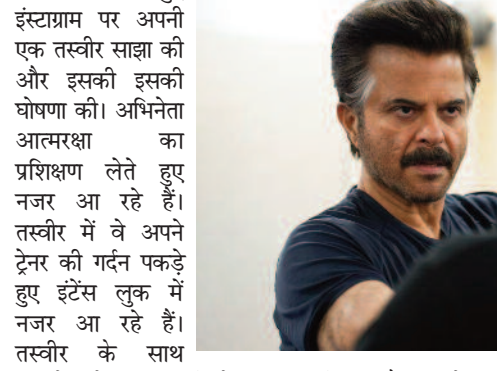 इंस्टाग्राम पर अपनी
एक तस्वीर साझा की
और इसकी इसकी
घोषणा की। अभिनेता
आत्मरक्षा का
प्रशिक्षण लेते हुए
नजर आ रहे हैं।
तस्वीर में वे अपने
ट्रेनर की गर्दन पकड़े
हुए इंटेंस लुक में
नजर आ रहे हैं।
तस्वीर के साथ